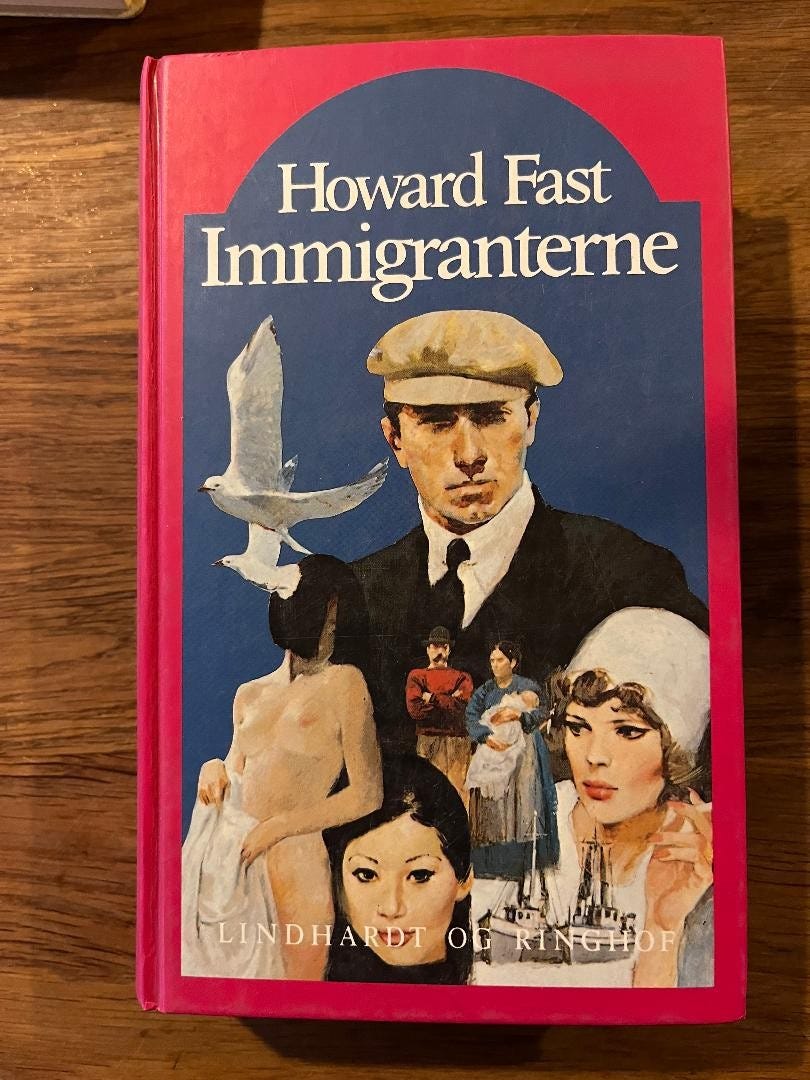 Howard Fast
Immigranterne
LINDHARDT OG RINGHOF